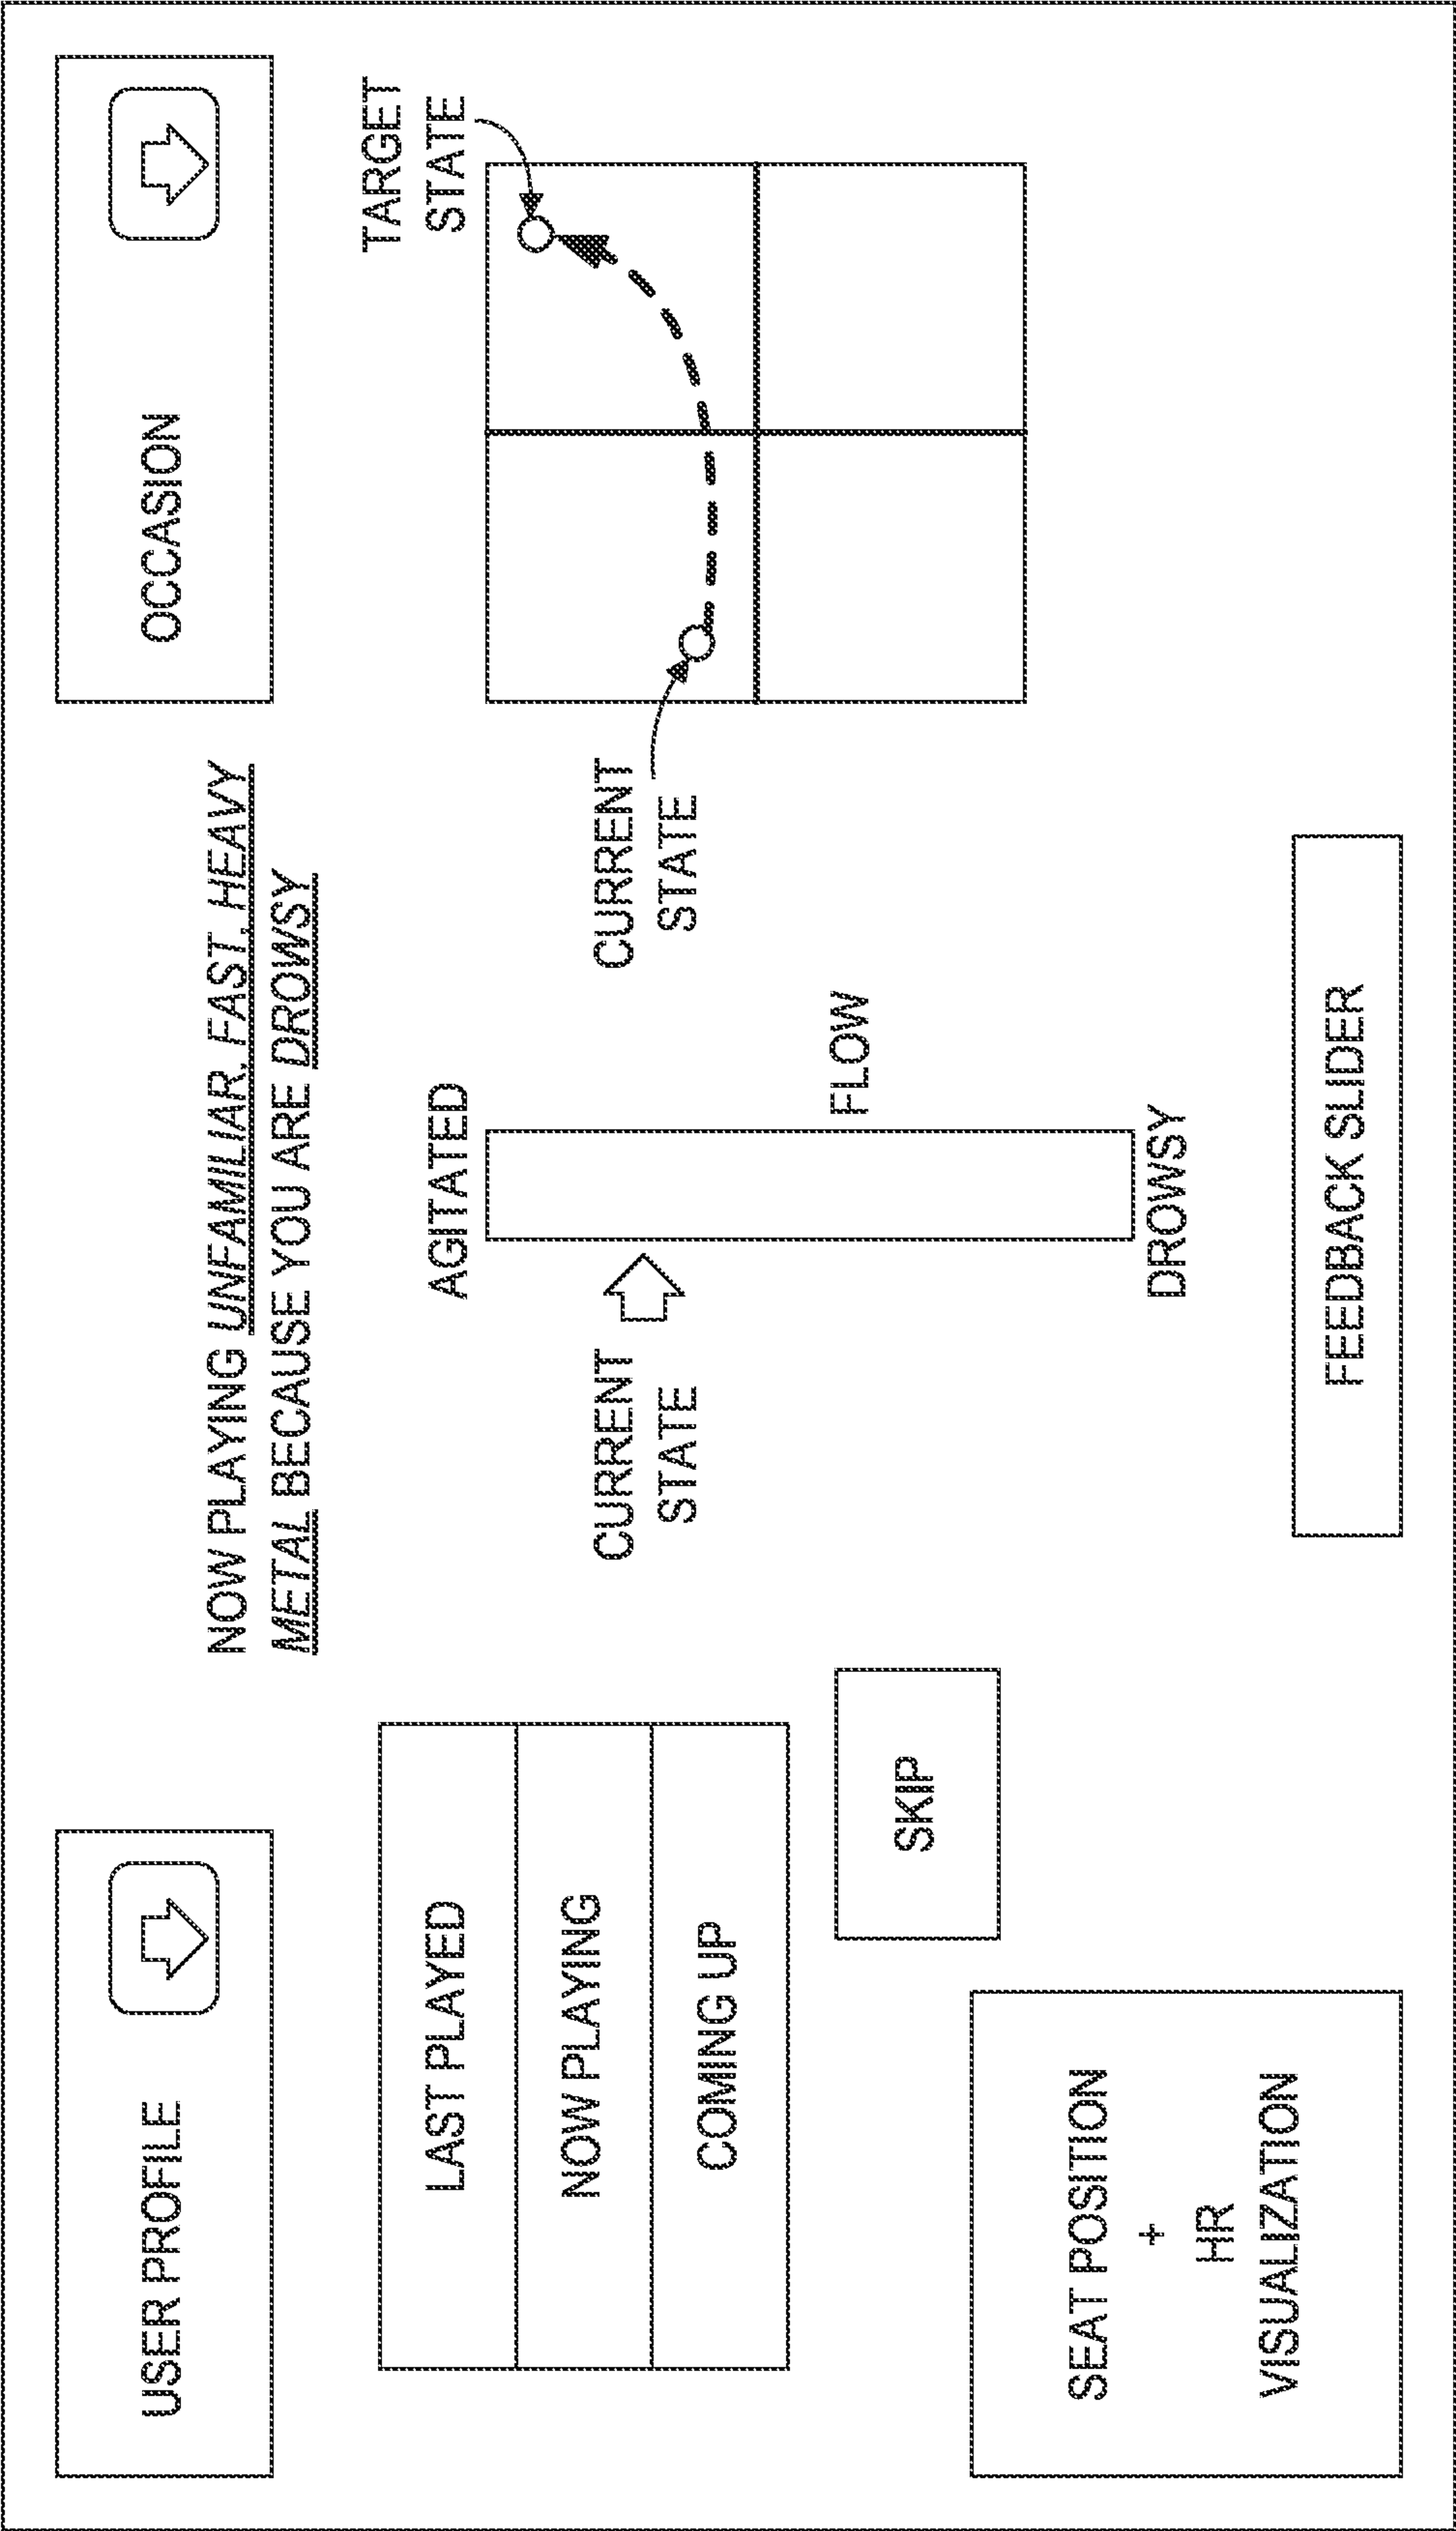 USER PROFILE
OCCASION
NOW PLAYING UNFAMILIAR, FAST, HEAVY
METAL BECAUSE YOU ARE DROWSY
LAST PLAYED
NOW PLAYING
COMING UP
SKIP
SEAT POSITION
+
HR
VISUALIZATION
AGITATED
CURRENT
STATE
FLOW
DROWSY
FEEDBACK SLIDER
TARGET
STATE
CURRENT
STATE